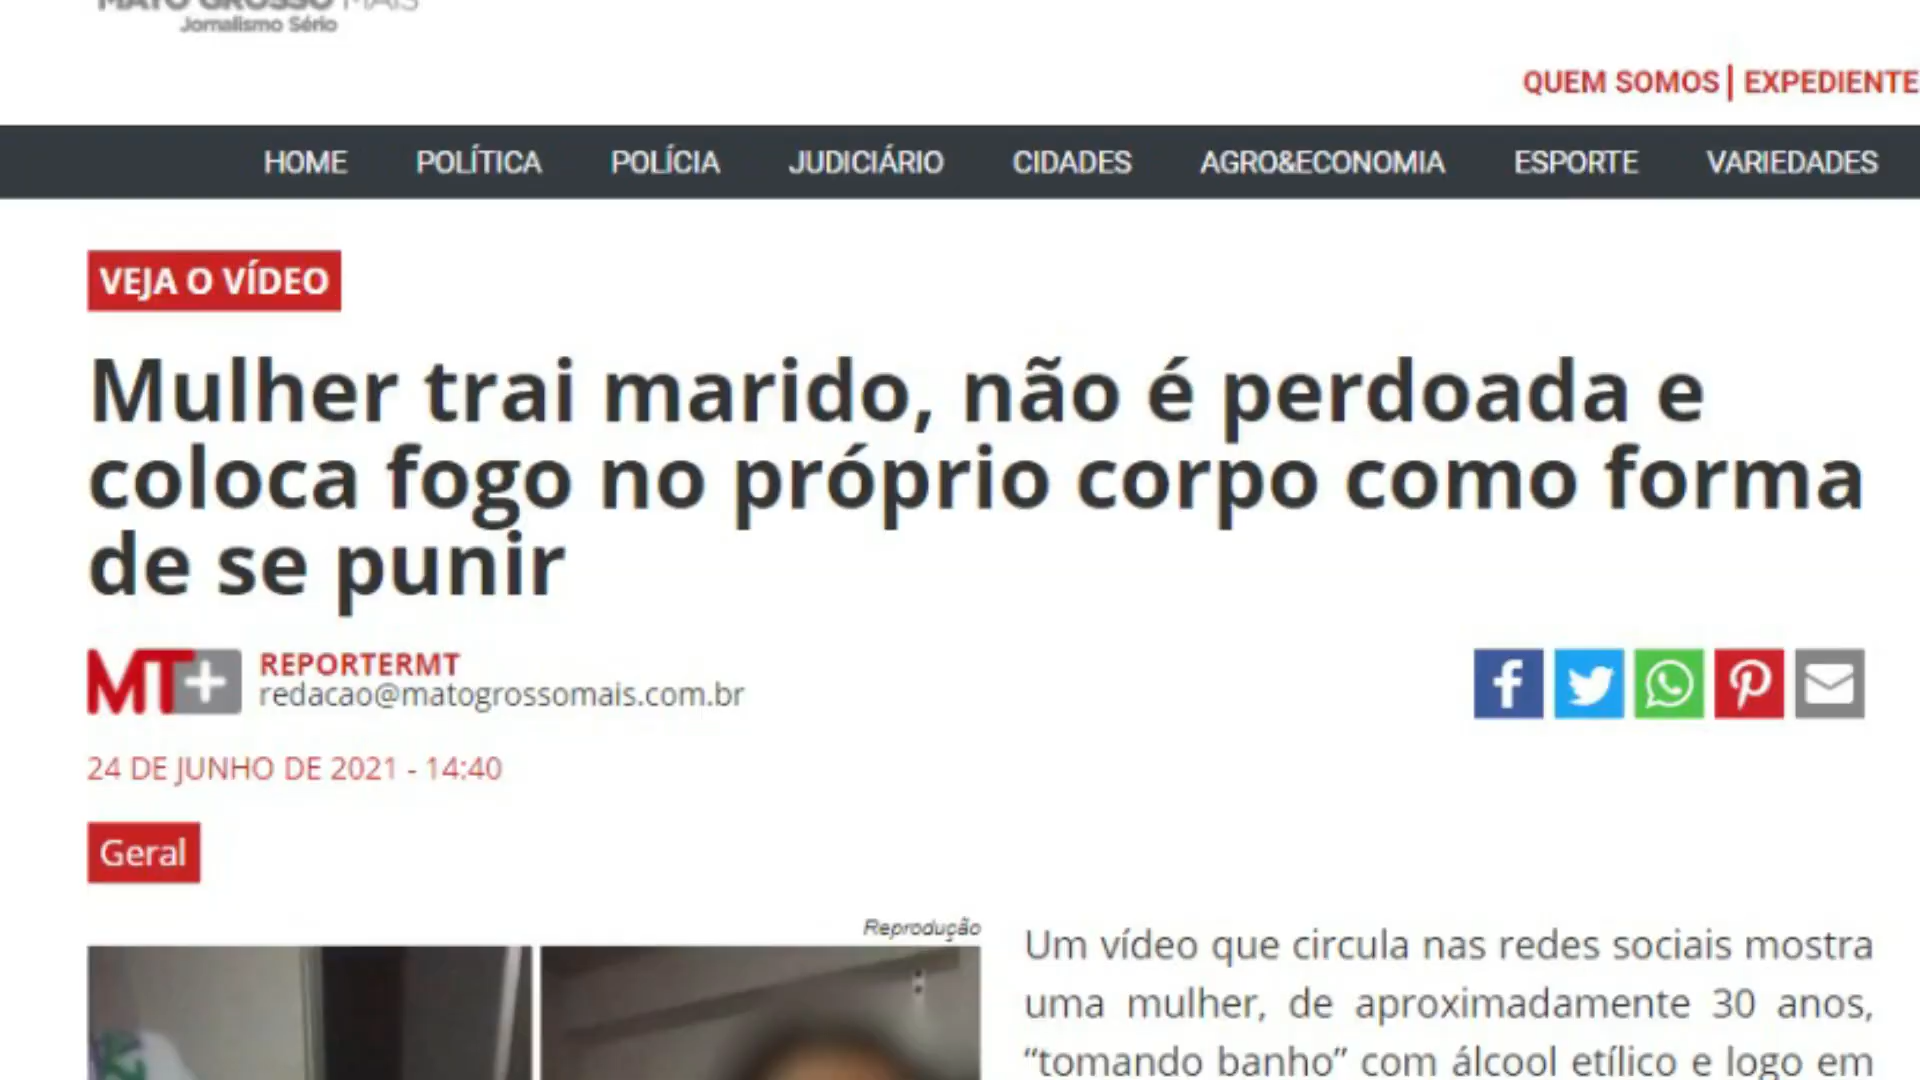 MATO GROSSO MAIS
Jornalismo Sério
QUEM SOMOS | EXPEDIENTE
HOME POLÍTICA POLÍCIA JUDICIÁRIO CIDADES AGRO&ECONOMIA ESPORTE VARIEDADES
VEJA O VÍDEO
Mulher trai marido, não é perdoada e
coloca fogo no próprio corpo como forma
de se punir
MT+ REPORTERMT
redacao@matogrossomais.com.br
24 DE JUNHO DE 2021 - 14:40
Geral
Reprodução
Um vídeo que circula nas redes sociais mostra
uma mulher, de aproximadamente 30 anos,
“tomando banho” com álcool etílico e logo em